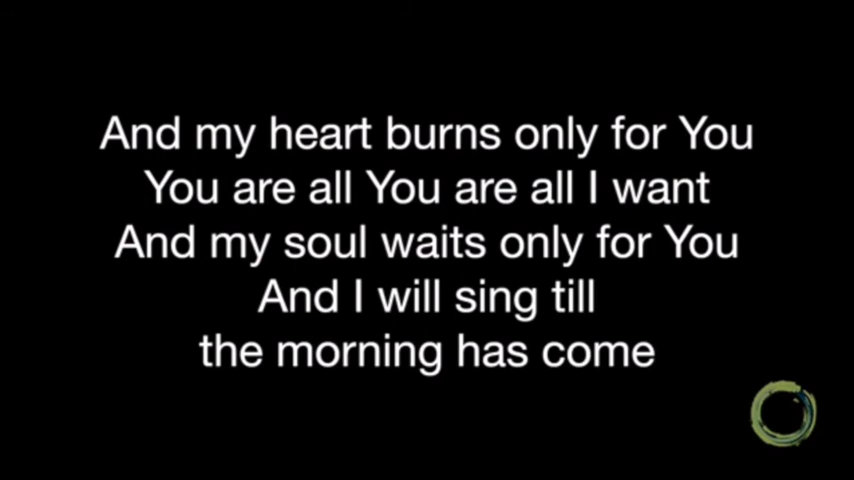 And my heart burns only for You
You are all You are all I want
And my soul waits only for You
And I will sing till
the morning has come